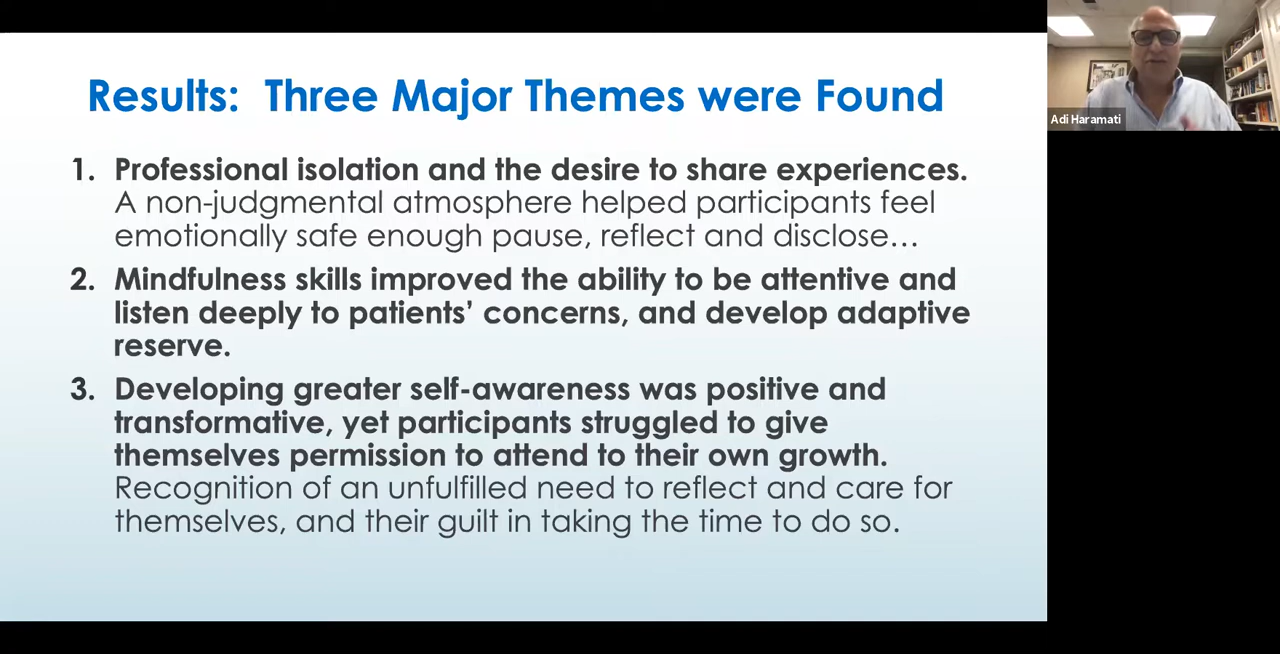 Results: Three Major Themes were Found
Adi Haramati
1. Professional isolation and the desire to share experiences.
A non-judgmental atmosphere helped participants feel
emotionally safe enough pause, reflect and disclose…
2. Mindfulness skills improved the ability to be attentive and
listen deeply to patients’ concerns, and develop adaptive
reserve.
3. Developing greater self-awareness was positive and
transformative, yet participants struggled to give
themselves permission to attend to their own growth.
Recognition of an unfulfilled need to reflect and care for
themselves, and their guilt in taking the time to do so.